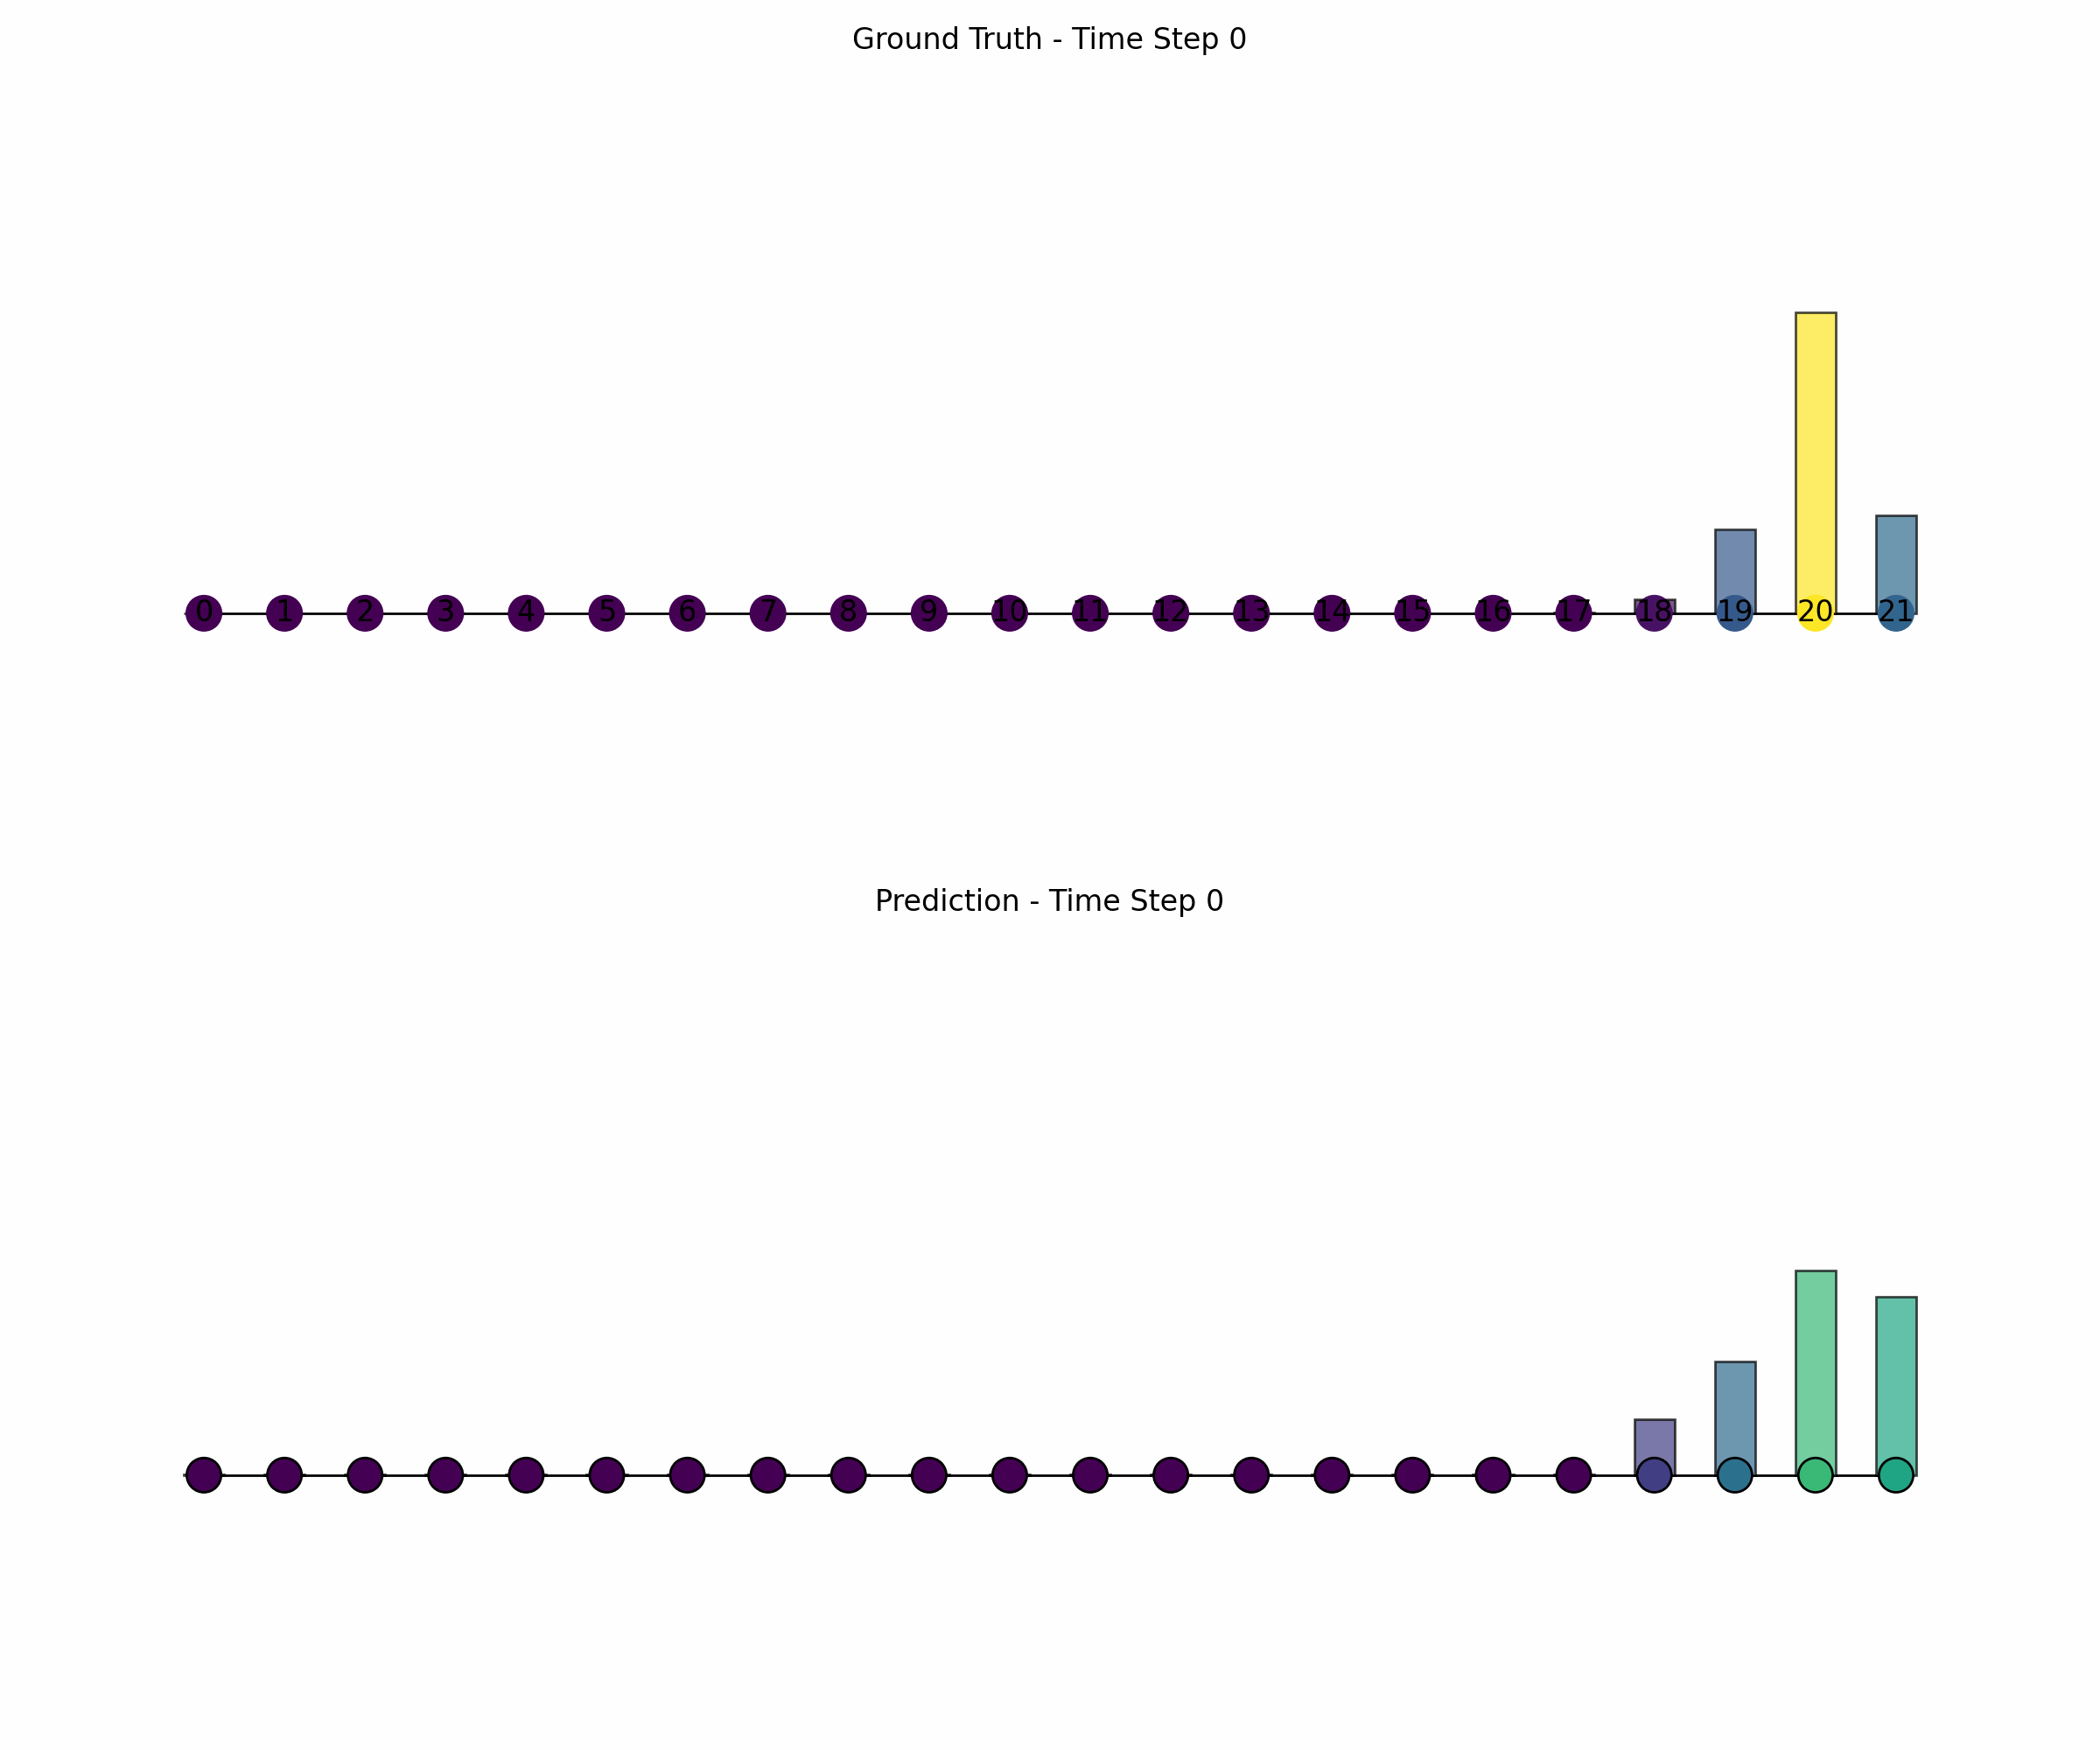 Ground Truth - Time Step 0
0 1 2 3 4 5 6 7 8 9 10 11 12 13 14 15 16 17 18 19 20 21
Prediction - Time Step 0